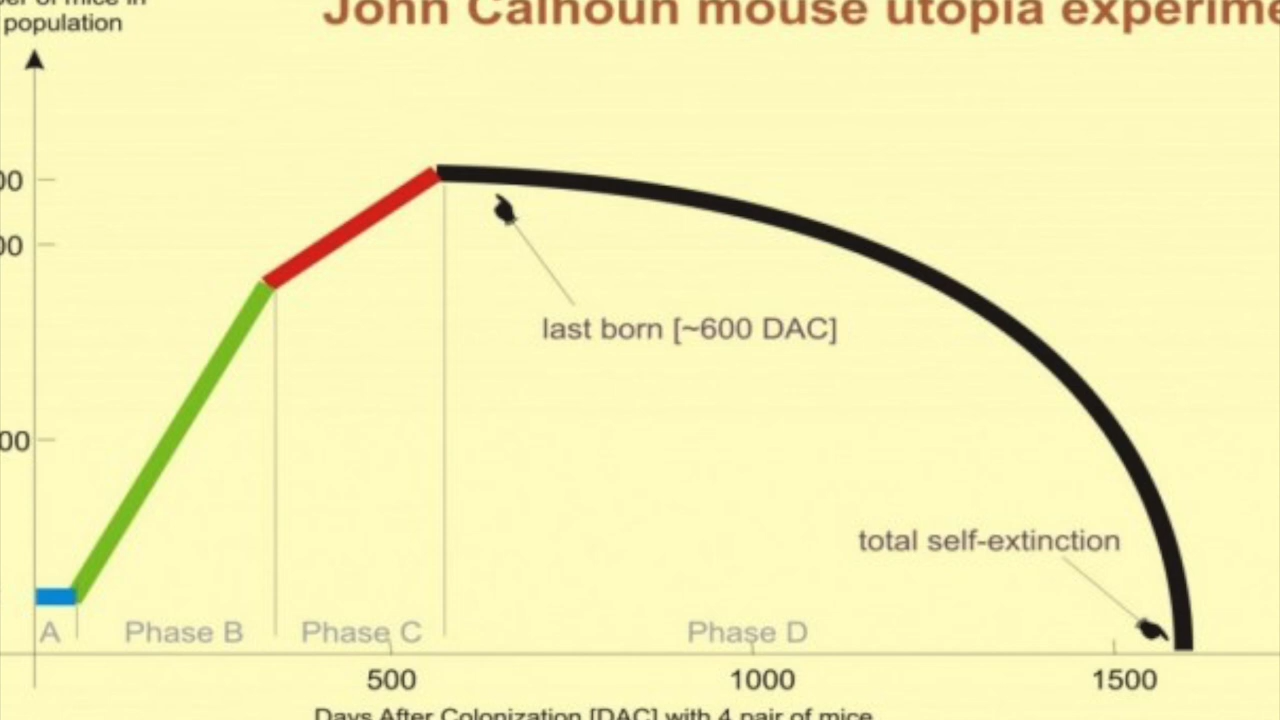 population
John Calhoun mouse utopia
00
00
last born [~600 DAC]
00
total self-extinction
A Phase B Phase C Phase D
500 1000 1500
Days After Colonization [DAC] with 4 pair of mice